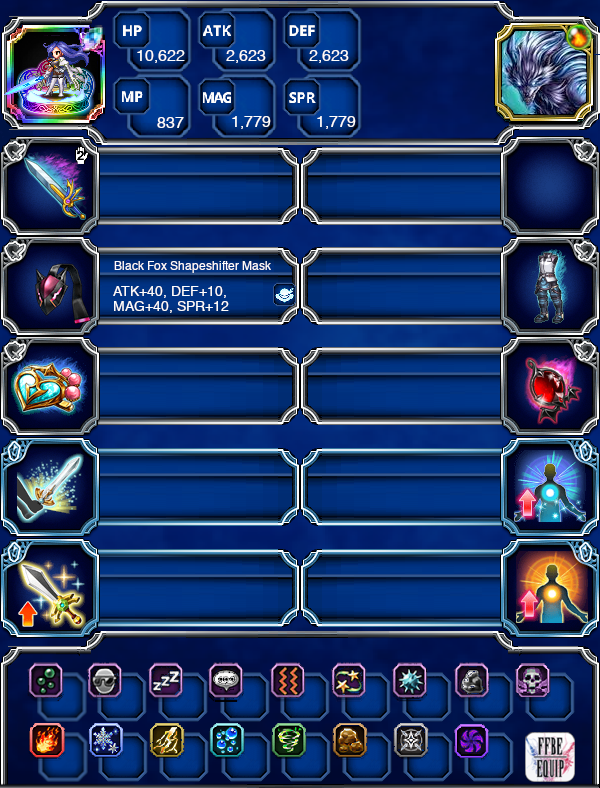 HP
10,622
ATK
2,623
DEF
2,623
MP
837
MAG
1,779
SPR
1,779
2
Black Fox Shapeshifter Mask
ATK+40, DEF+10,
MAG+40, SPR+12
zZZ
FFBE
EQUIP